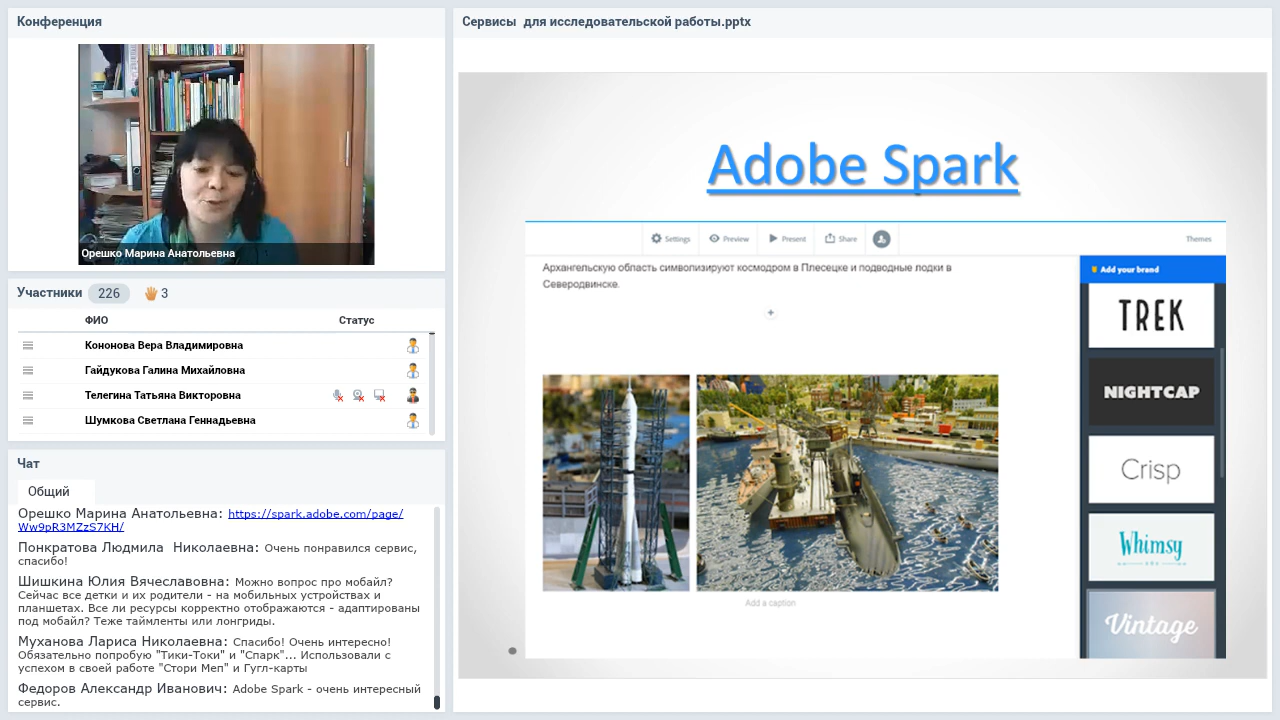 Конференция
Орешко Марина Анатольевна
Участники 226 3
ФИО Статус
Кононова Вера Владимировна
Гайдукова Галина Михайловна
Телегина Татьяна Викторовна
Шумкова Светлана Геннадьевна
Чат
Общий
Орешко Марина Анатольевна: https://spark.adobe.com/page/
Ww9pR3MZzS7KH/
Понкратова Людмила Николаевна: Очень понравился сервис,
спасибо!
Шишкина Юлия Вячеславовна: Можно вопрос про мобайл?
Сейчас все детки и их родители - на мобильных устройствах и
планшетах. Все ли ресурсы корректно отображаются - адаптированы
под мобайл? Теже таймленты или лонгриды.
Муханова Лариса Николаевна: Спасибо! Очень интересно!
Обязательно попробую "Тики-Токи" и "Спарк"... Использовали с
успехом в своей работе "Стори Меп" и Гугл-карты
Федоров Александр Иванович: Adobe Spark - очень интересный
сервис.
Сервисы для исследовательской работы.pptx
Adobe Spark
Settings Preview Present Share Themes
Архангельскую область символизируют космодром в Плесецке и подводные лодки в
Северодвинске.
Add a caption
Add your brand
TREK
NIGHTCAP
Crisp
Whimsy
Vintage